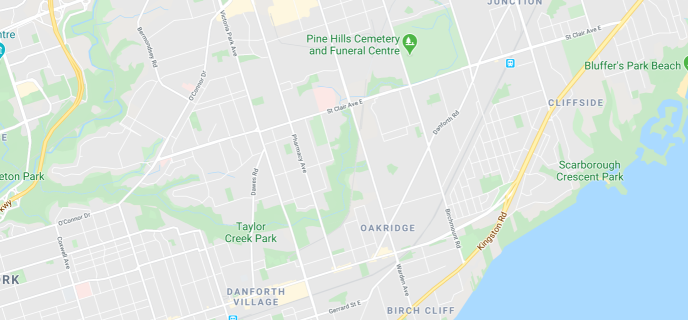 JUNCTION
Victoria Park Ave
St Clair Ave E
Bermondsey Rd
Pine Hills Cemetery
and Funeral Centre
ntre
Bluffer's Park Beach
O'Connor Dr
CLIFFSIDE
St Clair Ave E
Danforth Rd
Pharmacy Ave
E
Scarborough
Crescent Park
eton Park
Dawes Rd
kwy
O'Connor Dr
Birchmount Rd
Kingston Rd
Taylor
Creek Park
OAKRIDGE
Coxwell Ave
RK
Warden Ave
DANFORTH
VILLAGE
Gerrard St E
BIRCH CLIFF